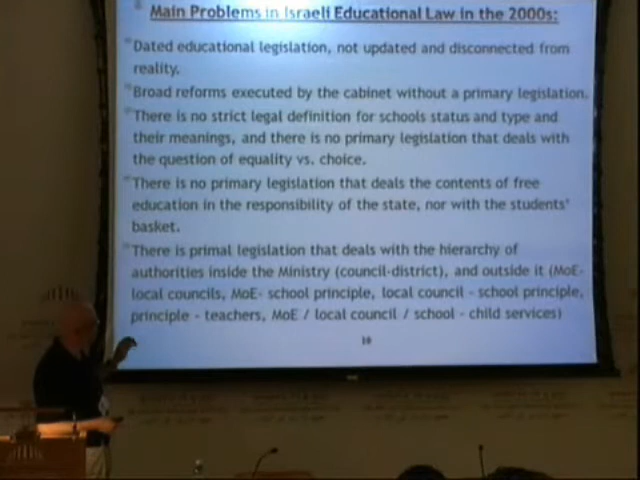 Main Problems in Israeli Educational Law in the 2000s:
Dated educational legislation, not updated and disconnected from
reality.
Broad reforms executed by the cabinet without a primary legislation.
There is no strict legal definition for schools status and type and
their meanings, and there is no primary legislation that deals with
the question of equality vs. choice.
There is no primary legislation that deals the contents of free
education in the responsibility of the state, nor with the students'
basket.
There is primal legislation that deals with the hierarchy of
authorities inside the Ministry (council-district), and outside it (MoE-
local councils, MoE- school principle, local council - school principle,
principle - teachers, MoE / local council / school - child services)